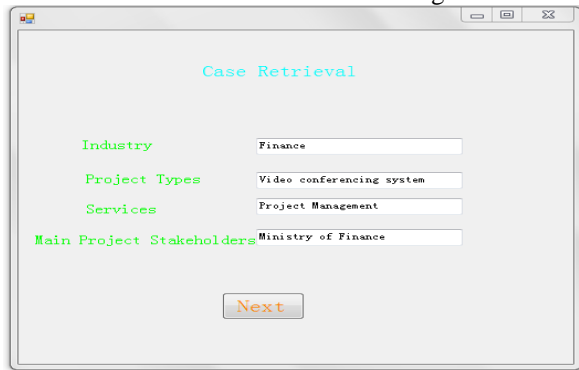 Case Retrieval
Industry Finance
Project Types Video conferencing system
Services Project Management
Main Project Stakeholders Ministry of Finance
Next